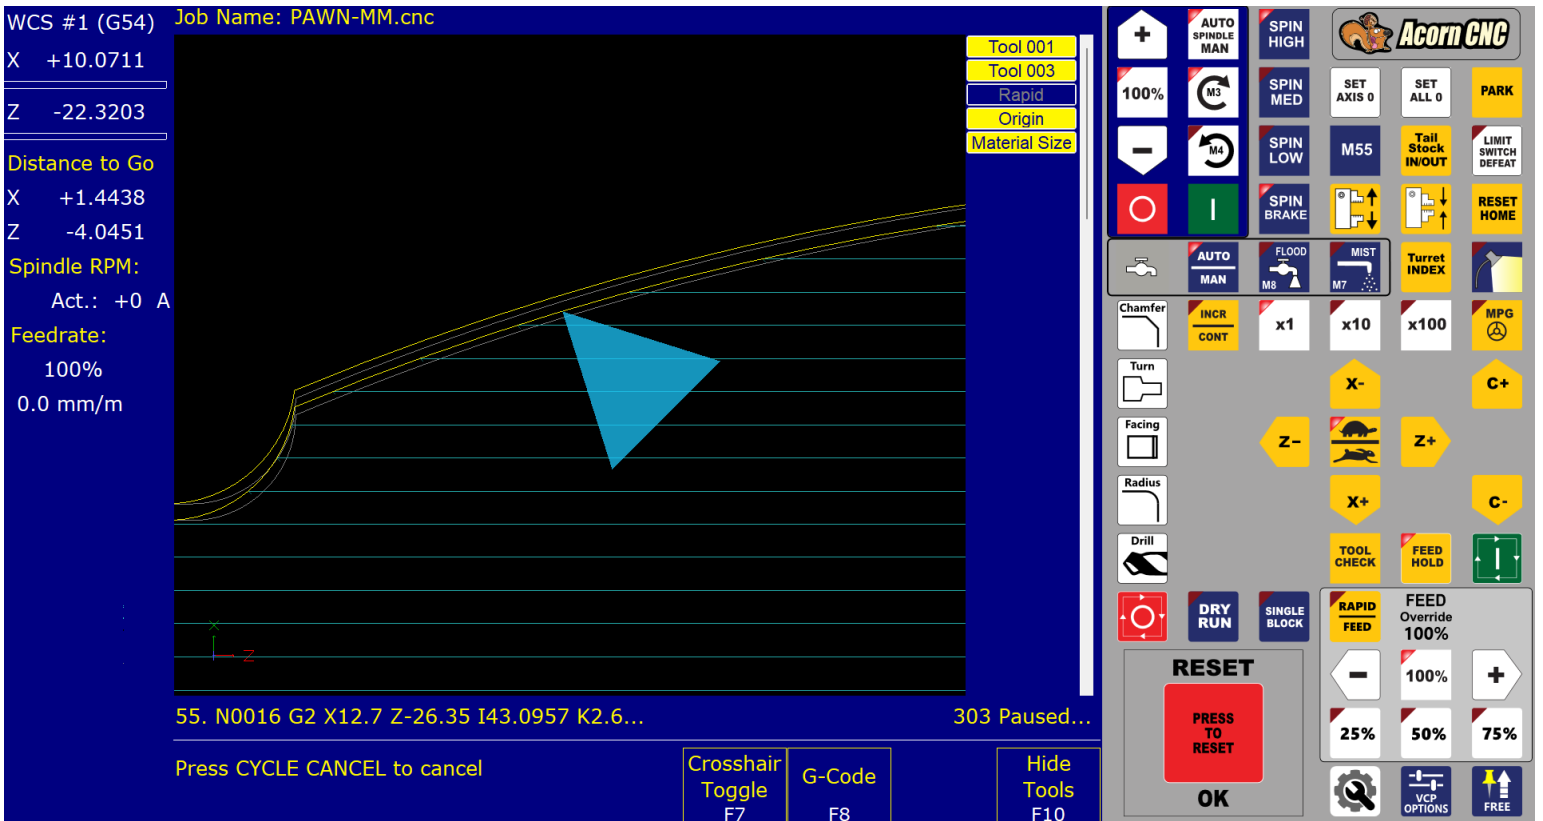 WCS #1 (G54)
X +10.0711
Z -22.3203
Distance to Go
X +1.4438
Z -4.0451
Spindle RPM:
Act.: +0 A
Feedrate:
100%
0.0 mm/m
Job Name: PAWN-MM.cnc
Tool 001
Tool 003
Rapid
Origin
Material Size
X
Z
55. N0016 G2 X12.7 Z-26.35 I43.0957 K2.6...
303 Paused...
Press CYCLE CANCEL to cancel
Crosshair
Toggle
F7
G-Code
F8
Hide
Tools
F10
+
AUTO
SPINDLE
MAN
SPIN
HIGH
Acorn CNC
100%
M3
SPIN
MED
SET
AXIS 0
SET
ALL 0
PARK
-
M4
SPIN
LOW
M55
Tail
Stock
IN/OUT
LIMIT
SWITCH
DEFEAT
SPIN
BRAKE
RESET
HOME
AUTO
MAN
FLOOD
M8
MIST
M7
Turret
INDEX
Chamfer
INCR
CONT
x1
x10
x100
MPG
Turn
X-
C+
Facing
Z-
Z+
Radius
X+
C-
Drill
TOOL
CHECK
FEED
HOLD
DRY
RUN
SINGLE
BLOCK
RAPID
FEED
FEED
Override
100%
RESET
PRESS
TO
RESET
OK
-
100%
+
25%
50%
75%
VCP
OPTIONS
FREE